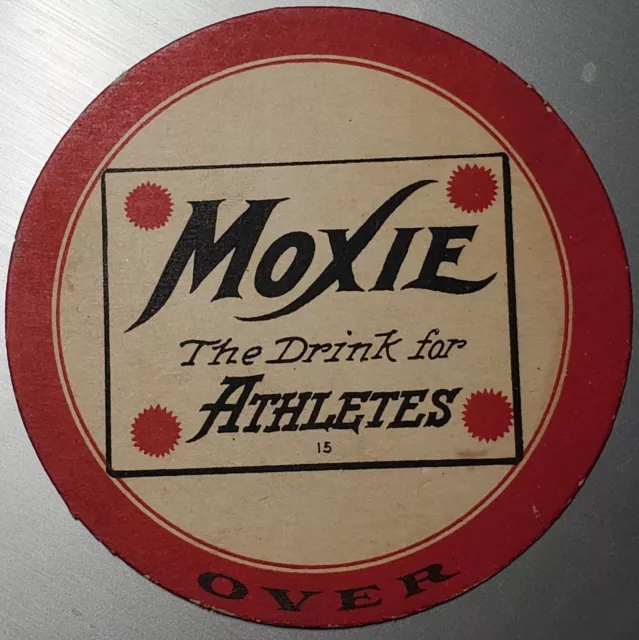 MOXIE
The Drink for
ATHLETES
15
OVER